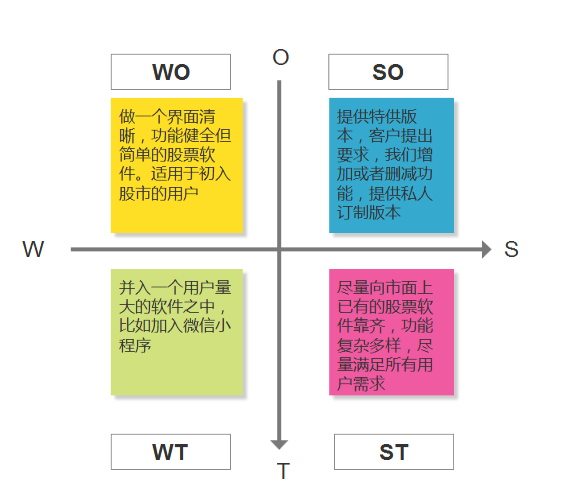 O
WO
SO
做一个界面清
晰，功能健全但
简单的股票软
件。适用于初入
股市的用户
提供特供版
本，客户提出
要求，我们增
加或者删减功
能，提供私人
订制版本
W
S
并入一个用户量
大的软件之中，
比如加入微信小
程序
尽量向市面上
已有的股票软
件靠齐，功能
复杂多样，尽
量满足所有用
户需求
WT
ST
T